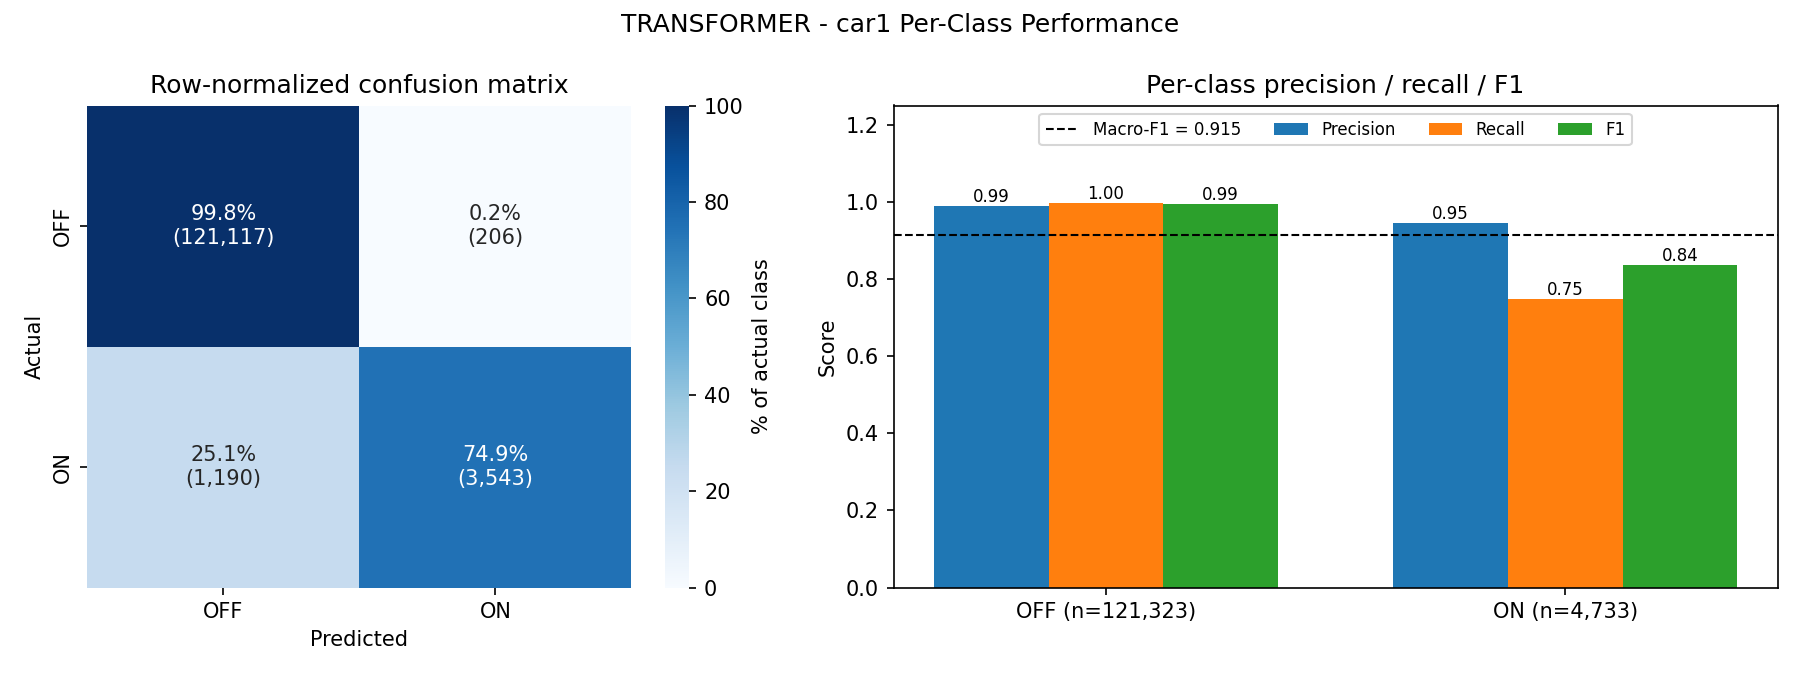 TRANSFORMER - car1 Per-Class Performance
Row-normalized confusion matrix
Actual
OFF
ON
99.8%
(121,117)
0.2%
(206)
25.1%
(1,190)
74.9%
(3,543)
OFF
ON
Predicted
100
80
60
40
20
0
% of actual class
Per-class precision / recall / F1
Macro-F1 = 0.915
Precision
Recall
F1
Score
1.2
1.0
0.8
0.6
0.4
0.2
0.0
0.99
1.00
0.99
0.95
0.75
0.84
OFF (n=121,323)
ON (n=4,733)